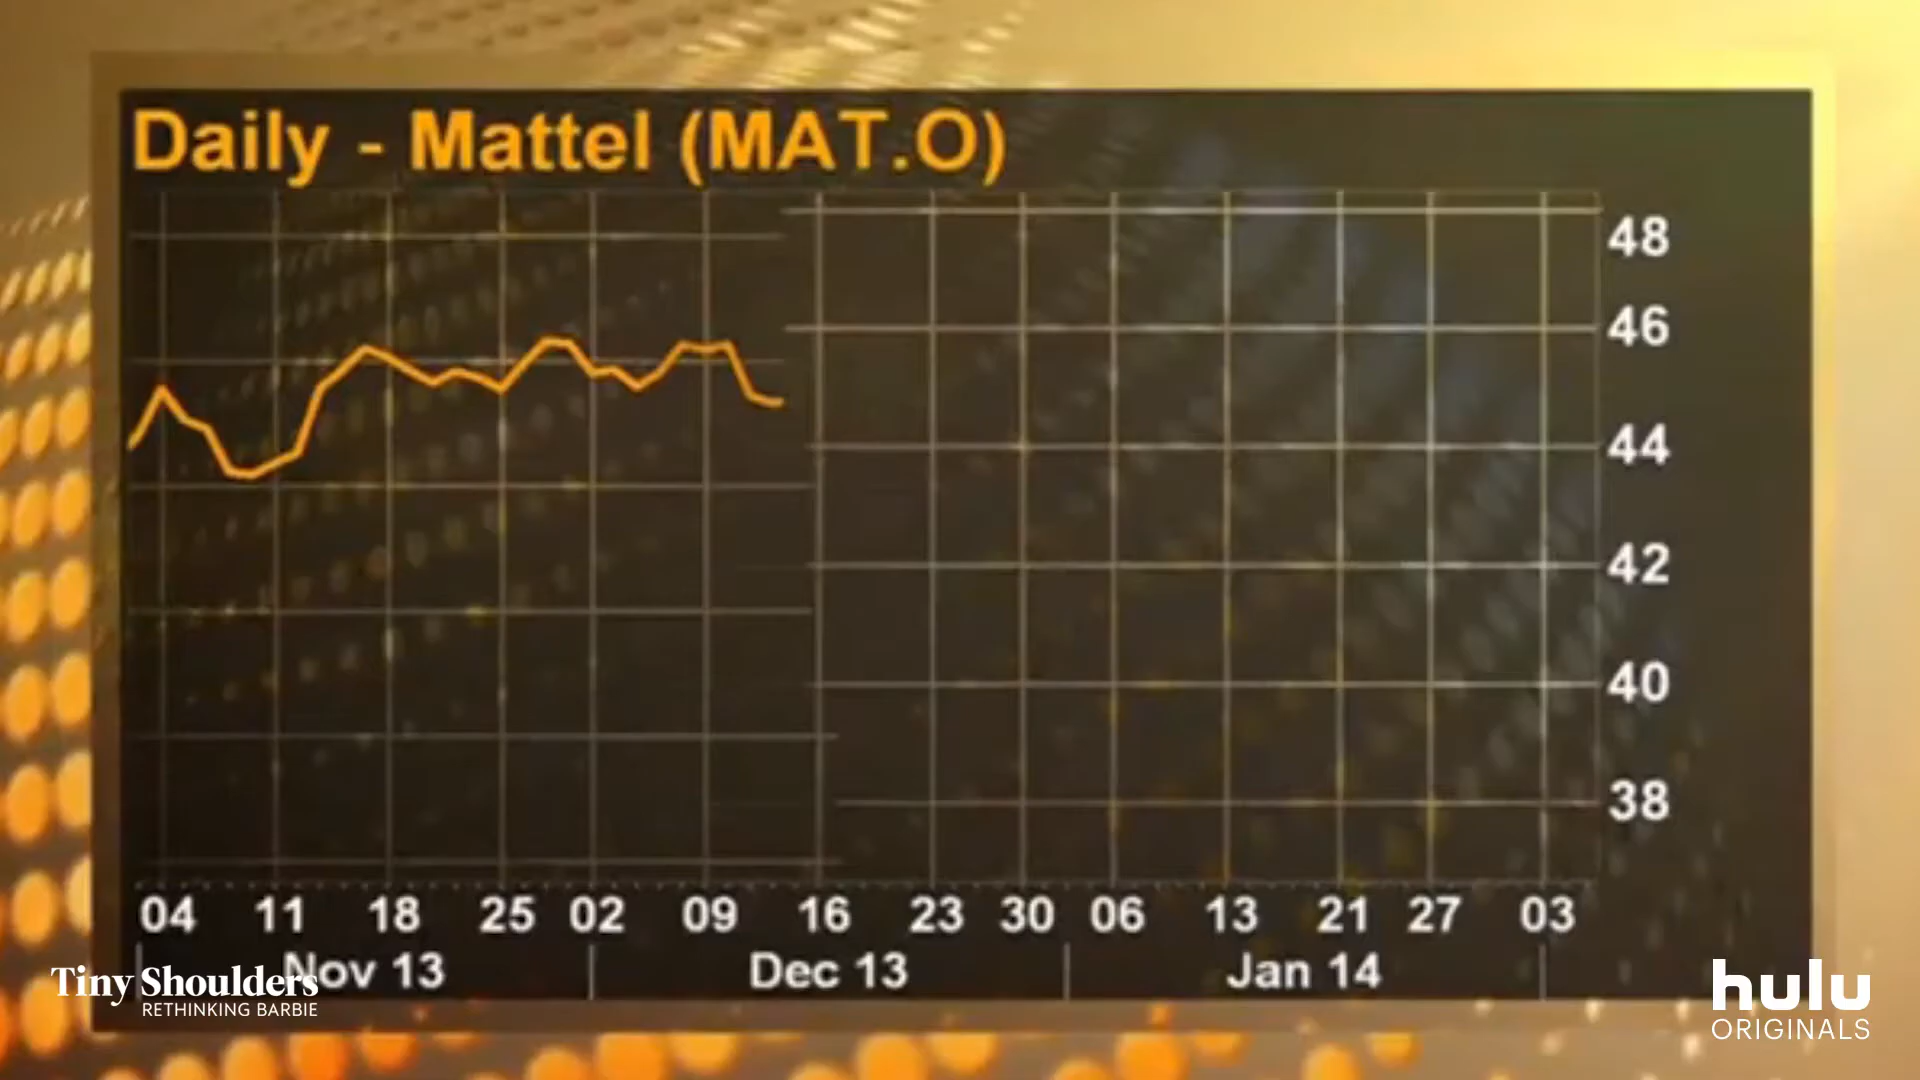 Daily - Mattel (MAT.O)
48
46
44
42
40
38
04 11 18 25 02 09 16 23 30 06 13 21 27 03
Nov 13 Dec 13 Jan 14
Tiny Shoulders
RETHINKING BARBIE
hulu
ORIGINALS